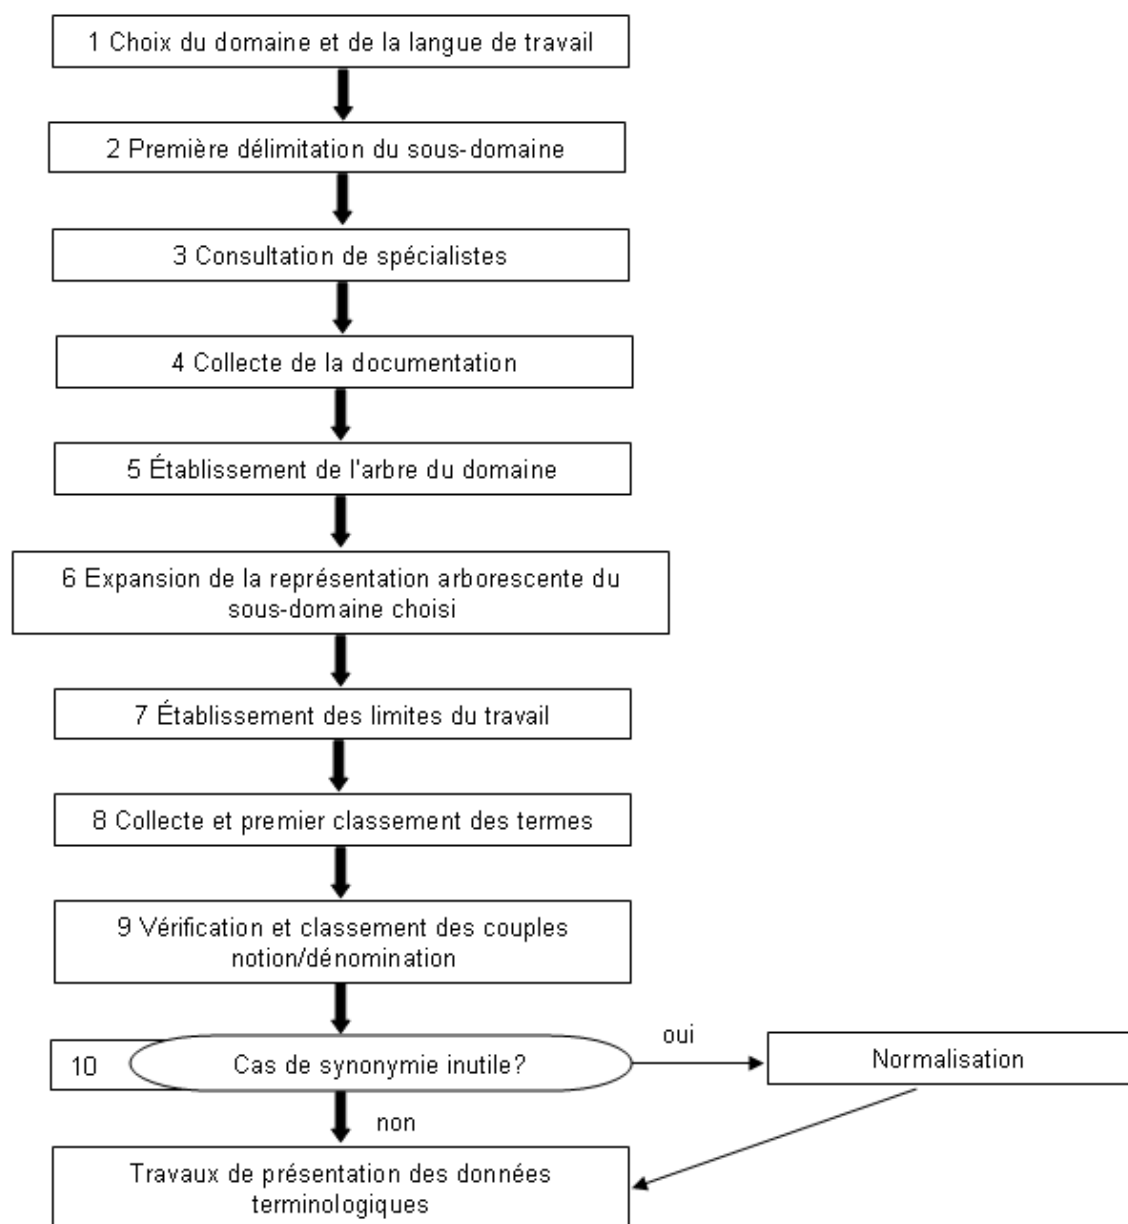 1 Choix du domaine et de la langue de travail
2 Première délimitation du sous-domaine
3 Consultation de spécialistes
4 Collecte de la documentation
5 Établissement de l'arbre du domaine
6 Expansion de la représentation arborescente du
sous-domaine choisi
7 Établissement des limites du travail
8 Collecte et premier classement des termes
9 Vérification et classement des couples
notion/dénomination
10
Cas de synonymie inutile?
oui
Normalisation
non
Travaux de présentation des données
terminologiques